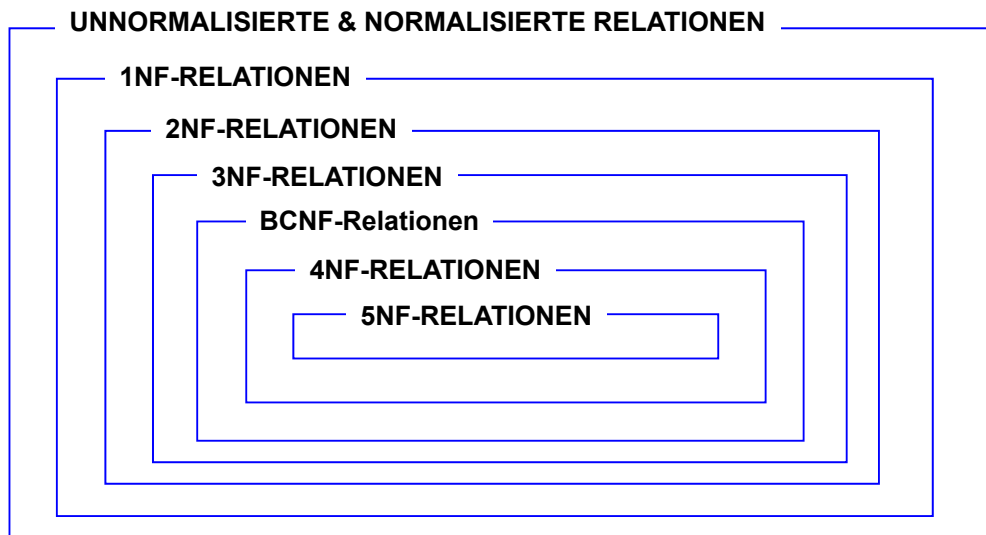 UNNORMALISIERTE & NORMALISIERTE RELATIONEN
1NF-RELATIONEN
2NF-RELATIONEN
3NF-RELATIONEN
BCNF-Relationen
4NF-RELATIONEN
5NF-RELATIONEN